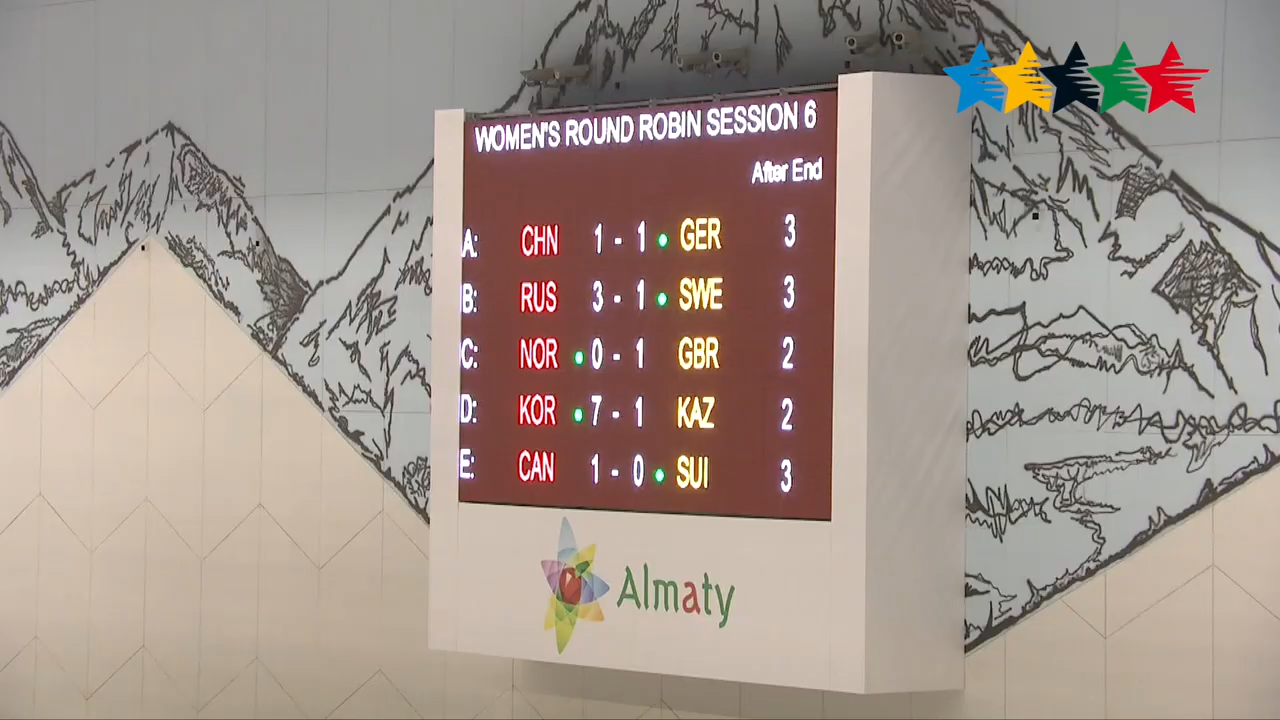 WOMEN'S ROUND ROBIN SESSION 6
After End
A: CHN 1 - 1 GER 3
B: RUS 3 - 1 SWE 3
C: NOR 0 - 1 GBR 2
D: KOR 7 - 1 KAZ 2
E: CAN 1 - 0 SUI 3
Almaty